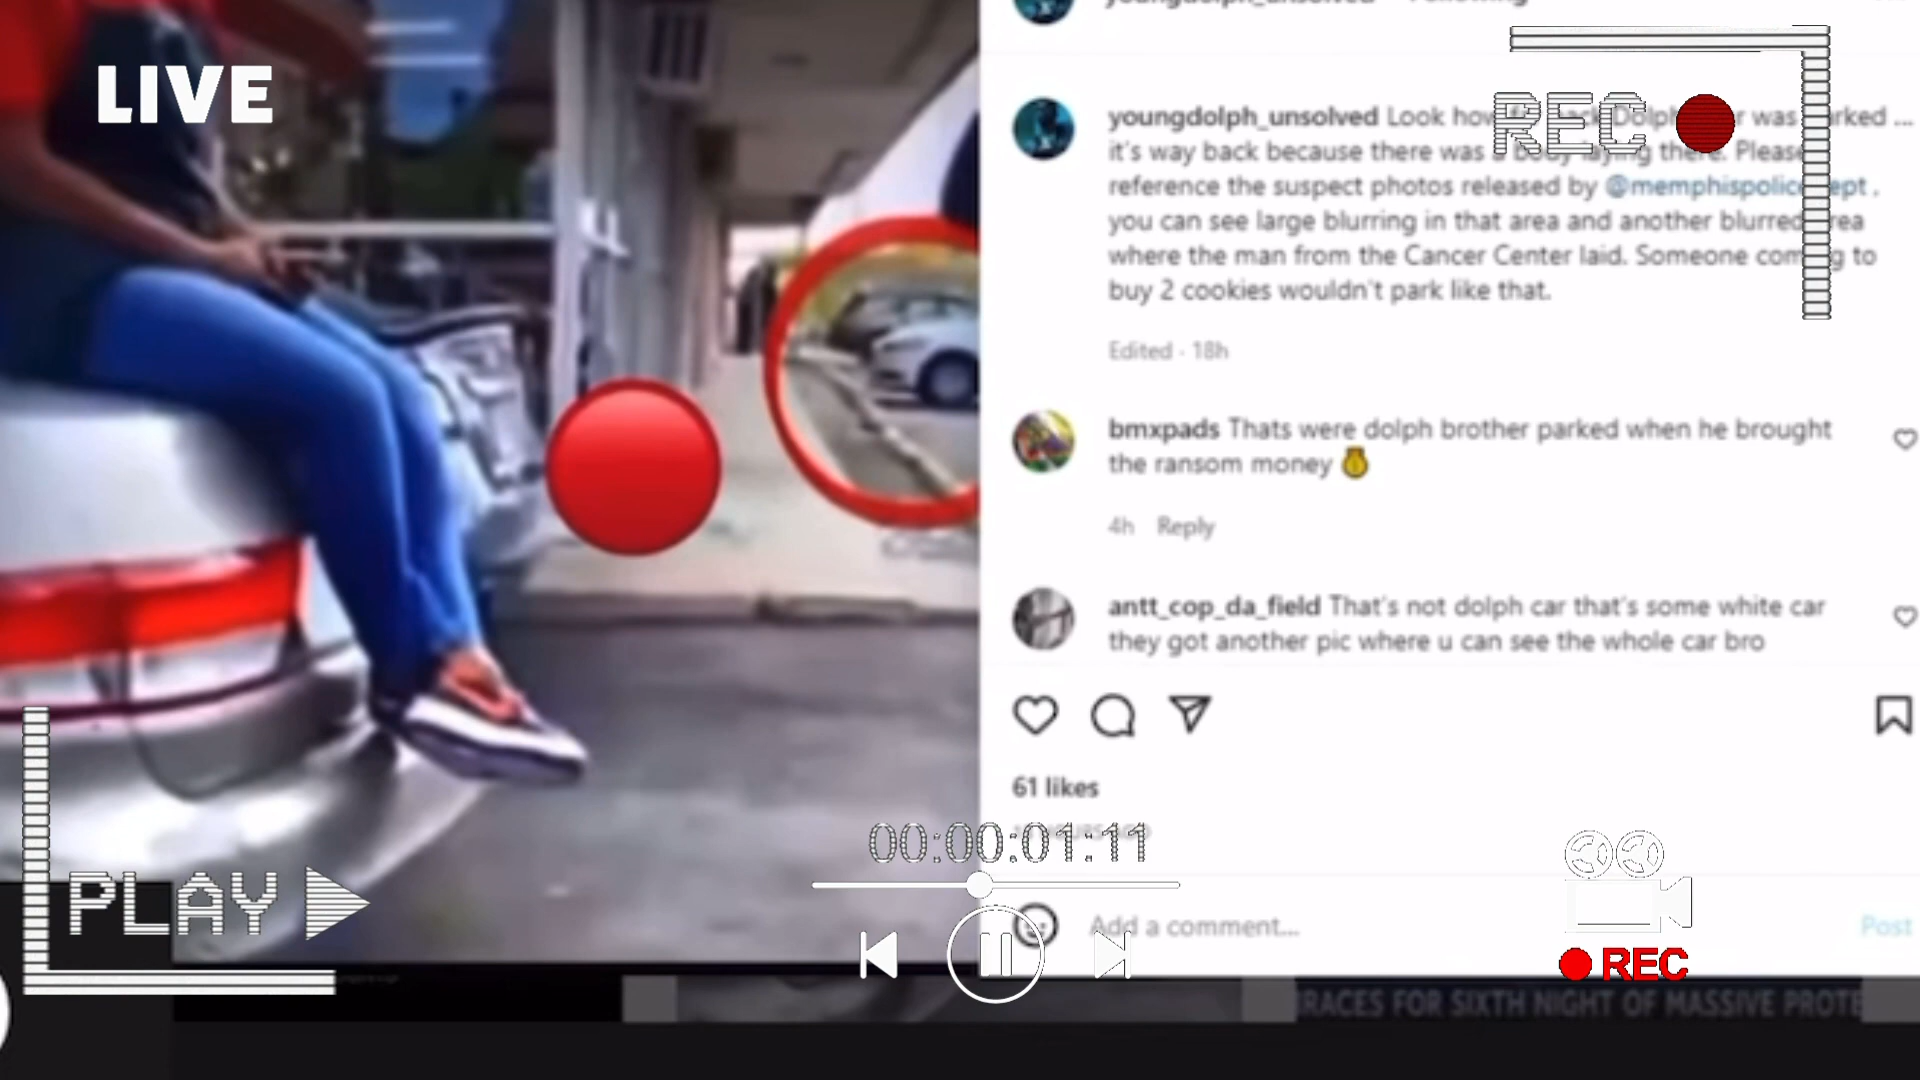 LIVE
REC
youngdolph_unsolved Look how Dolph was ...
it's way back because there was a body laying there. Please
reference the suspect photos released by @memphispolice ept .
you can see large blurring in that area and another blurred
where the man from the Cancer Center laid. Someone coming to
buy 2 cookies wouldn't park like that.
Edited · 18h
bmxpads Thats were dolph brother parked when he brought
the ransom money
4h Reply
antt_cop_da_field That's not dolph car that's some white car
they got another pic where u can see the whole car bro
61 likes
00:00:01:11
PLAY
Add a comment...
Post
REC
RACES FOR SIXTH NIGHT OF MASSIVE PROTE